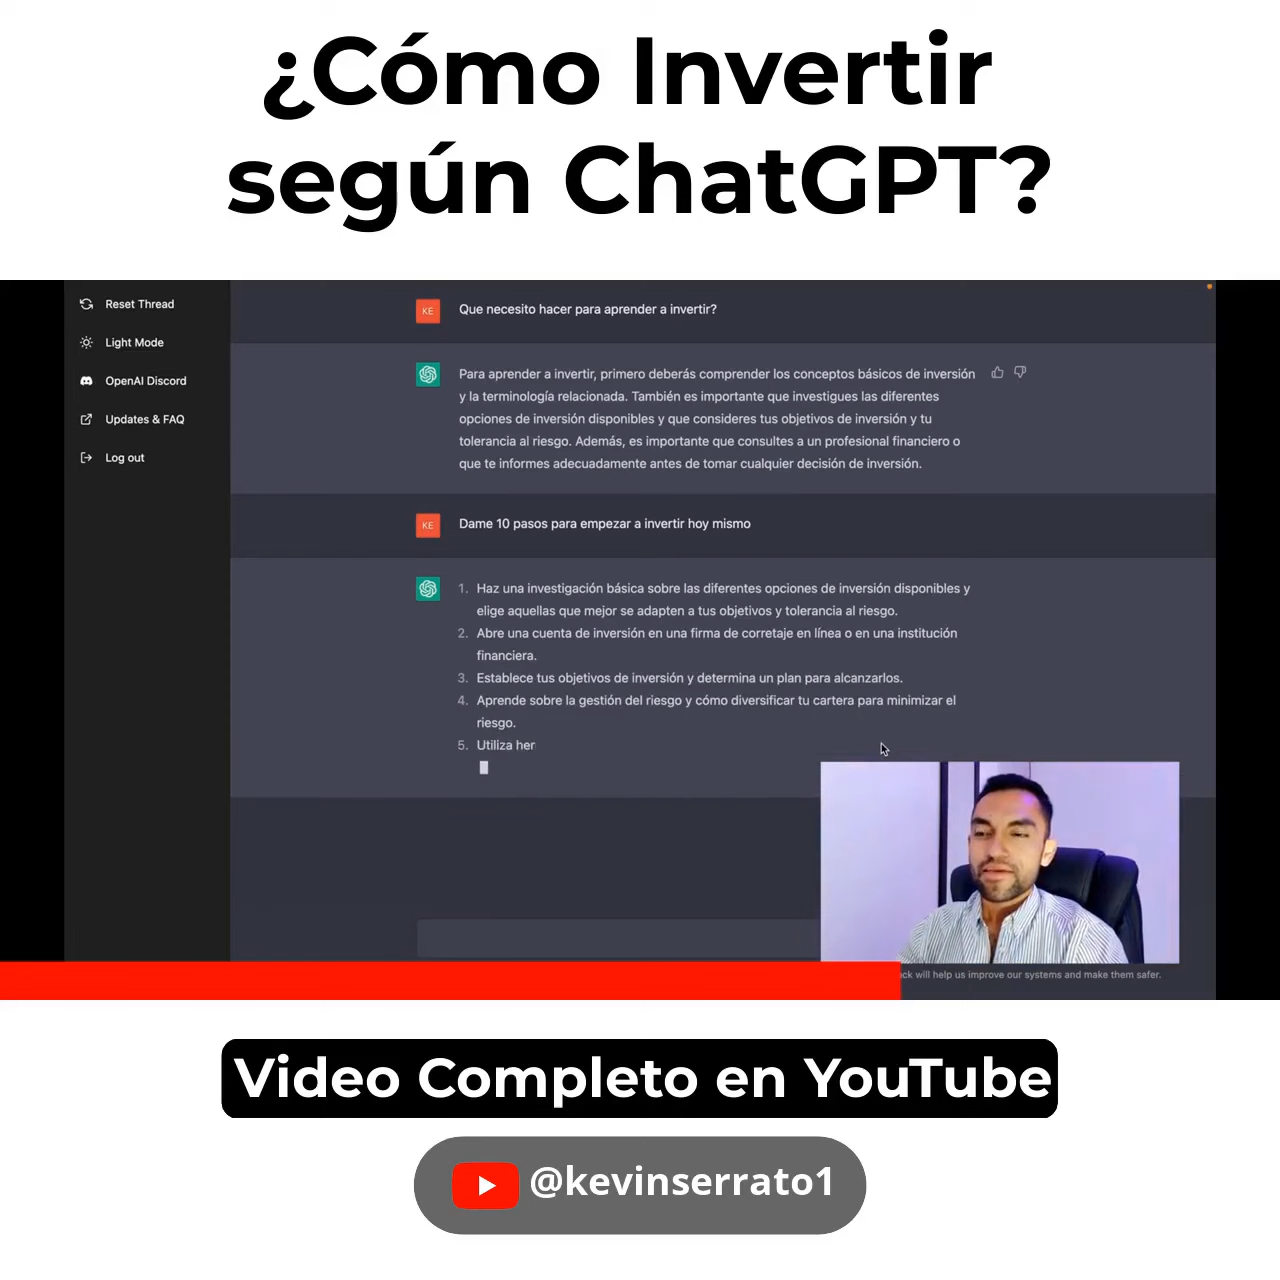 ¿Cómo Invertir
según ChatGPT?
Reset Thread
Light Mode
OpenAI Discord
Updates & FAQ
Log out
KE
Que necesito hacer para aprender a invertir?
Para aprender a invertir, primero deberás comprender los conceptos básicos de inversión
y la terminología relacionada. También es importante que investigues las diferentes
opciones de inversión disponibles y que consideres tus objetivos de inversión y tu
tolerancia al riesgo. Además, es importante que consultes a un profesional financiero o
que te informes adecuadamente antes de tomar cualquier decisión de inversión.
KE
Dame 10 pasos para empezar a invertir hoy mismo
1. Haz una investigación básica sobre las diferentes opciones de inversión disponibles y
elige aquellas que mejor se adapten a tus objetivos y tolerancia al riesgo.
2. Abre una cuenta de inversión en una firma de corretaje en línea o en una institución
financiera.
3. Establece tus objetivos de inversión y determina un plan para alcanzarlos.
4. Aprende sobre la gestión del riesgo y cómo diversificar tu cartera para minimizar el
riesgo.
5. Utiliza her
will help us improve our systems and make them safer.
Video Completo en YouTube
@kevinserrato1